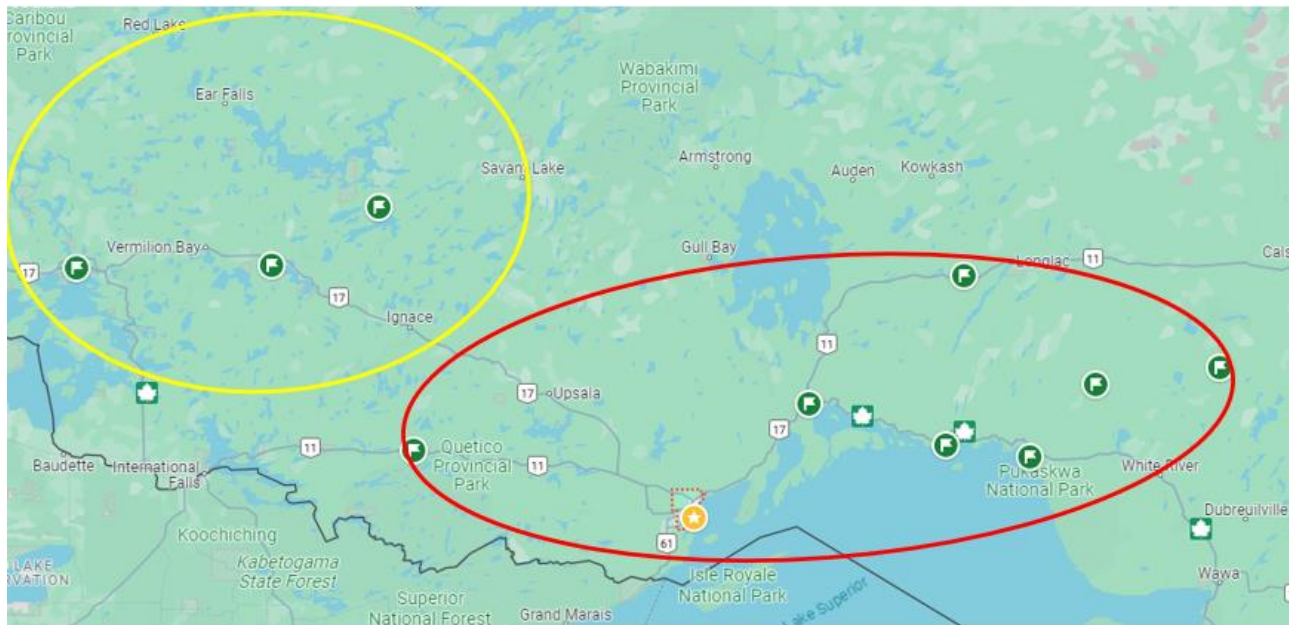 Caribou
Provincial
Park
Red Lake
Ear Falls
Wabakimi
Provincial
Park
Savant Lake
Armstrong
Auden
Kowkash
Vermilion Bay
Gull Bay
Longlac
11
17
17
Ignace
11
17
Upsala
17
11
Quetico
Provincial
Park
11
Baudette
International
Falls
Pukaskwa
National Park
White River
Dubreuilville
61
Koochiching
Kabetogama
State Forest
LAKE
Isle Royale
National Park
Lake Superior
Wawa
Superior
National Forest
Grand Marais